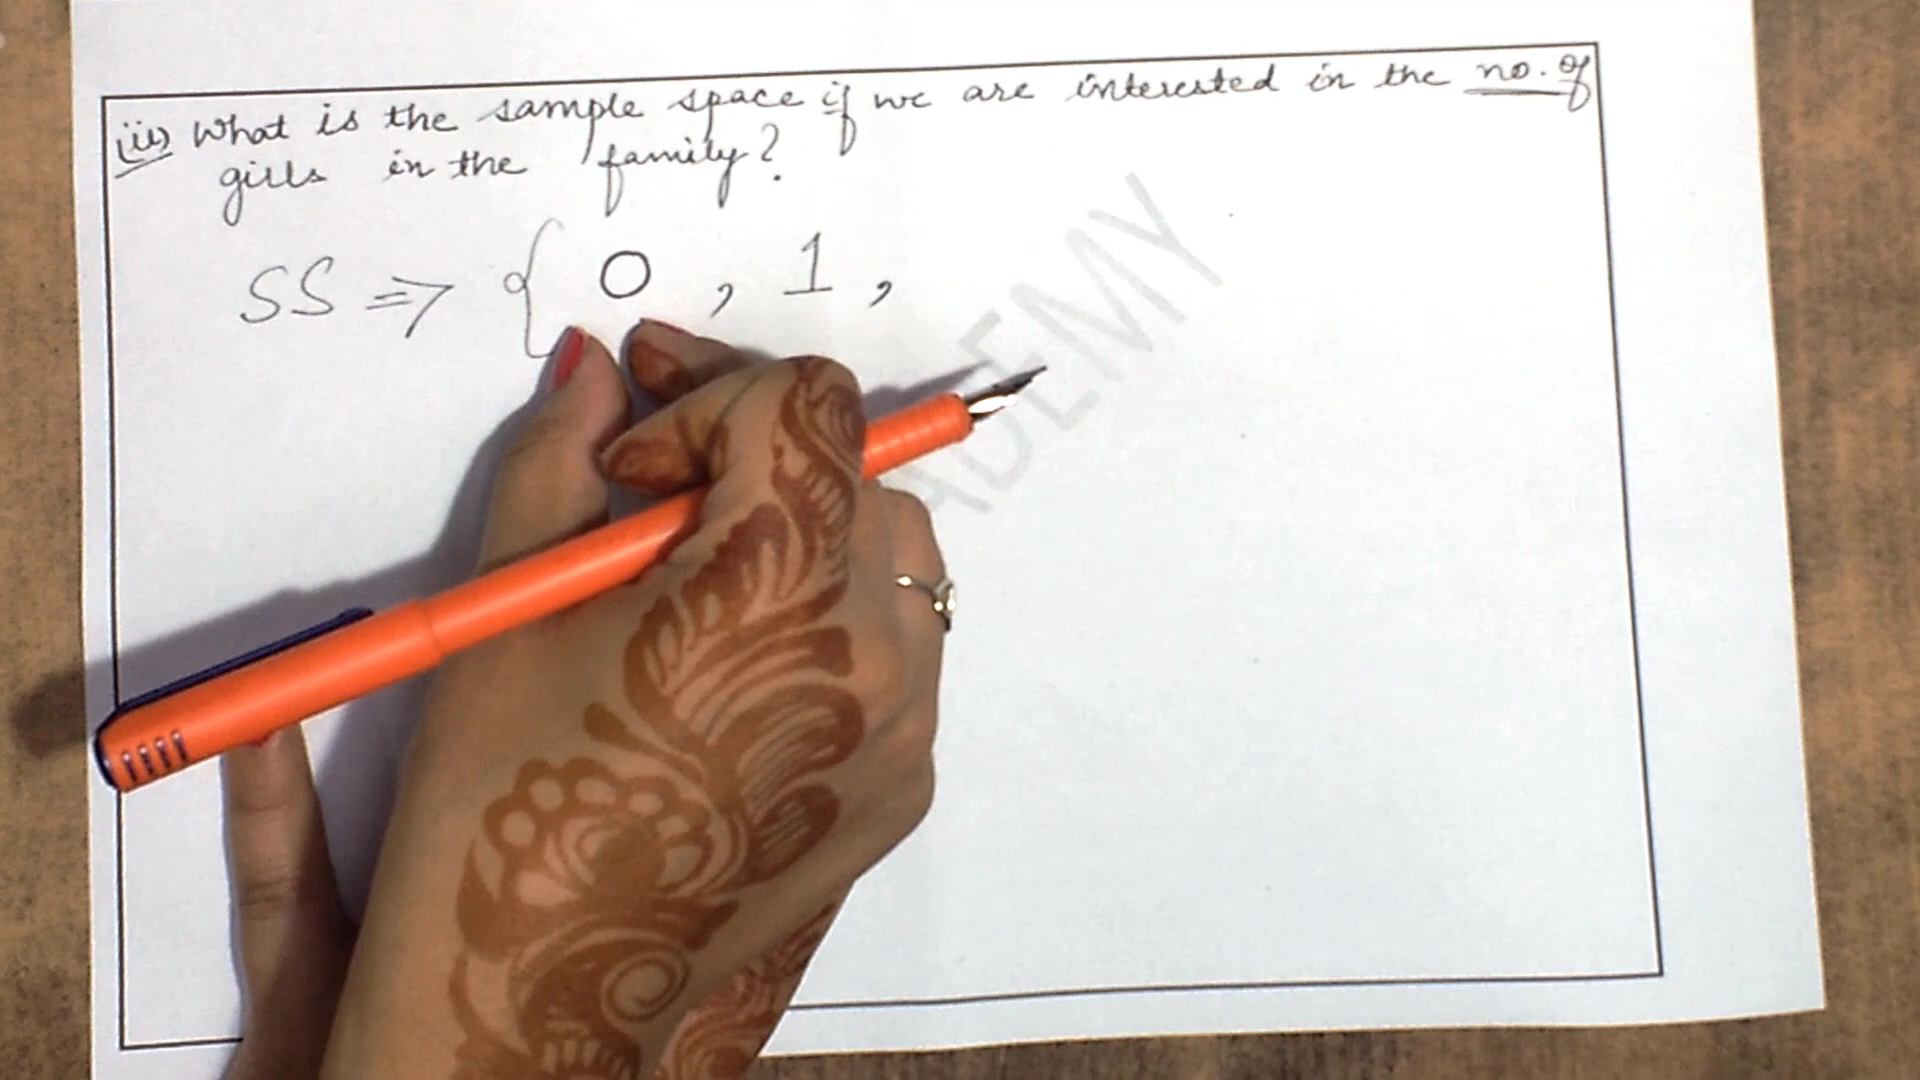 (ii) What is the sample space if we are interested in the no. of
girls in the family?
SS => { 0 , 1 ,
ADEMY